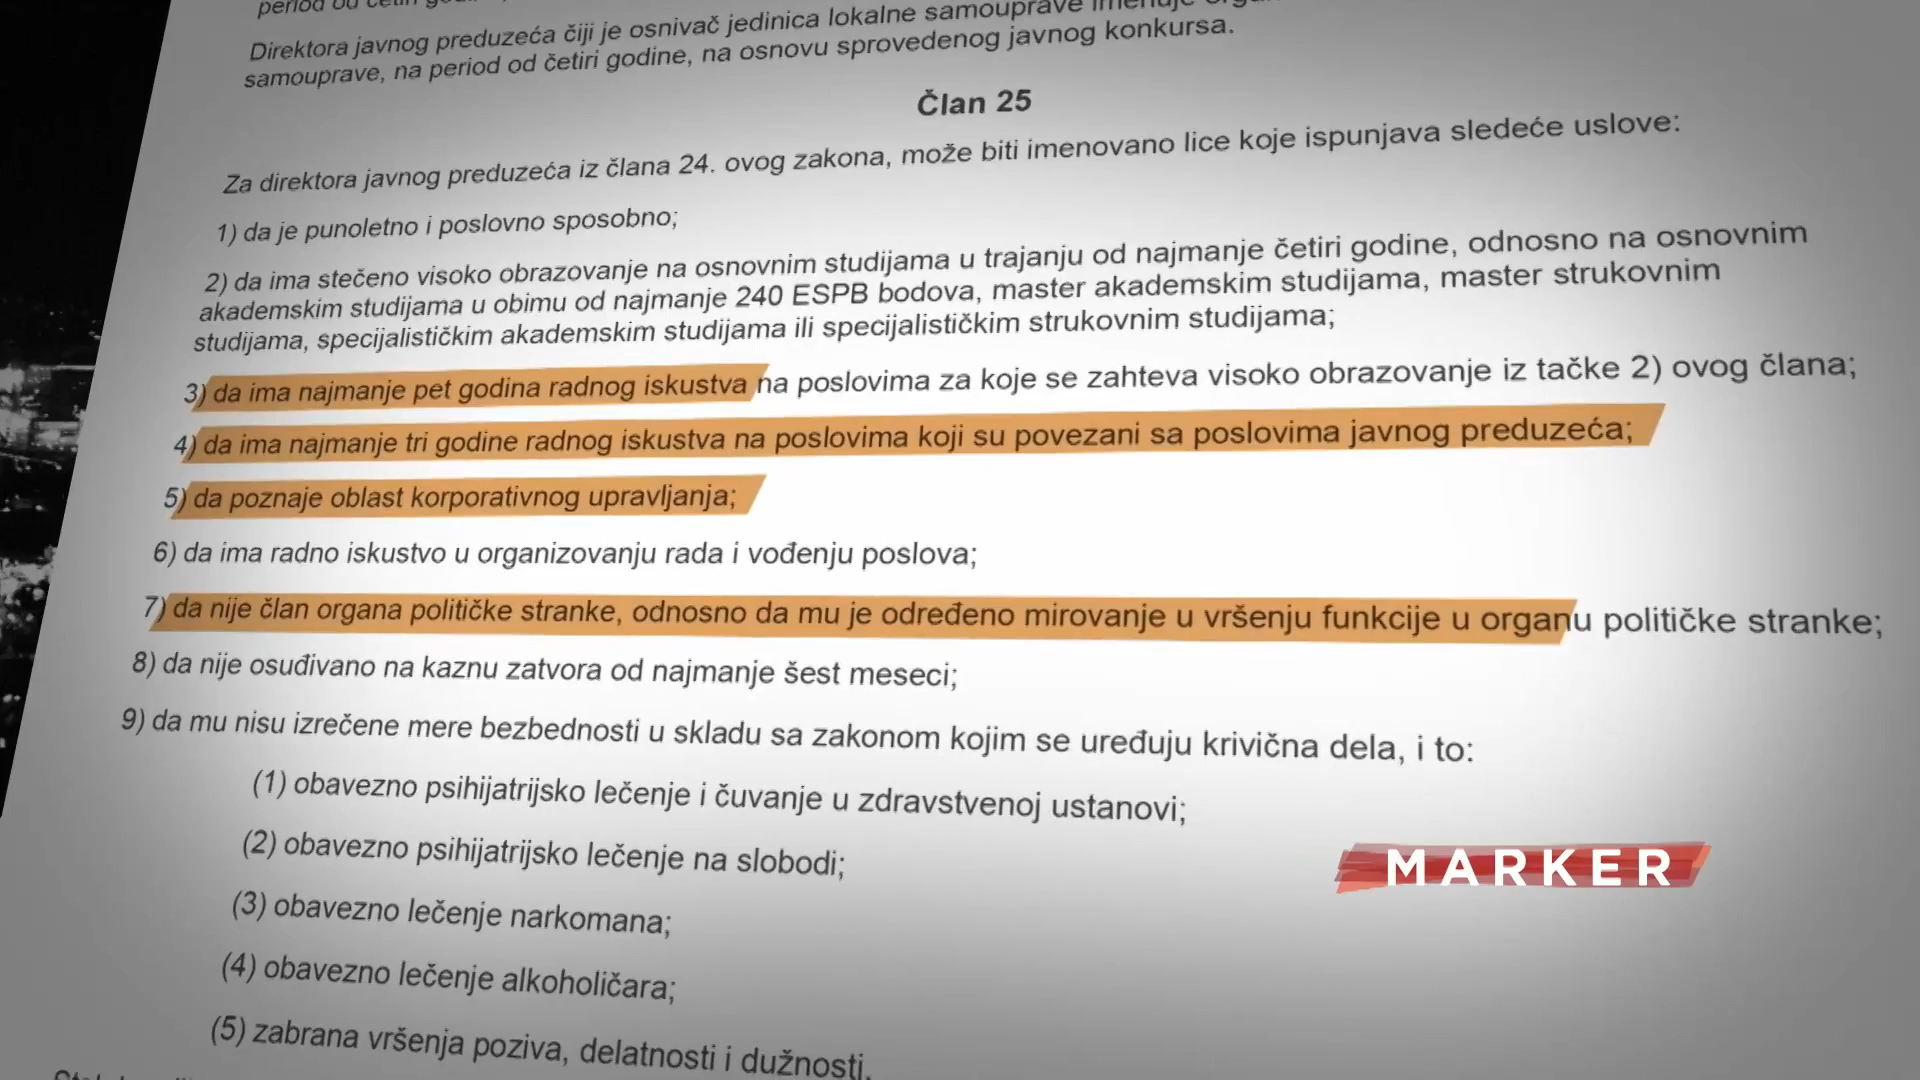 period od četiri
Direktora javnog preduzeća čiji je osnivač jedinica lokalne samouprave imenuje
samouprave, na period od četiri godine, na osnovu sprovedenog javnog konkursa.
Član 25
Za direktora javnog preduzeća iz člana 24. ovog zakona, može biti imenovano lice koje ispunjava sledeće uslove:
1) da je punoletno i poslovno sposobno;
2) da ima stečeno visoko obrazovanje na osnovnim studijama u trajanju od najmanje četiri godine, odnosno na osnovnim
akademskim studijama u obimu od najmanje 240 ESPB bodova, master akademskim studijama, master strukovnim
studijama, specijalističkim akademskim studijama ili specijalističkim strukovnim studijama;
3) da ima najmanje pet godina radnog iskustva na poslovima za koje se zahteva visoko obrazovanje iz tačke 2) ovog člana;
4) da ima najmanje tri godine radnog iskustva na poslovima koji su povezani sa poslovima javnog preduzeća;
5) da poznaje oblast korporativnog upravljanja;
6) da ima radno iskustvo u organizovanju rada i vođenju poslova;
7) da nije član organa političke stranke, odnosno da mu je određeno mirovanje u vršenju funkcije u organu političke stranke;
8) da nije osuđivano na kaznu zatvora od najmanje šest meseci;
9) da mu nisu izrečene mere bezbednosti u skladu sa zakonom kojim se uređuju krivična dela, i to:
(1) obavezno psihijatrijsko lečenje i čuvanje u zdravstvenoj ustanovi;
(2) obavezno psihijatrijsko lečenje na slobodi;
(3) obavezno lečenje narkomana;
(4) obavezno lečenje alkoholičara;
(5) zabrana vršenja poziva, delatnosti i dužnosti.
MARKER